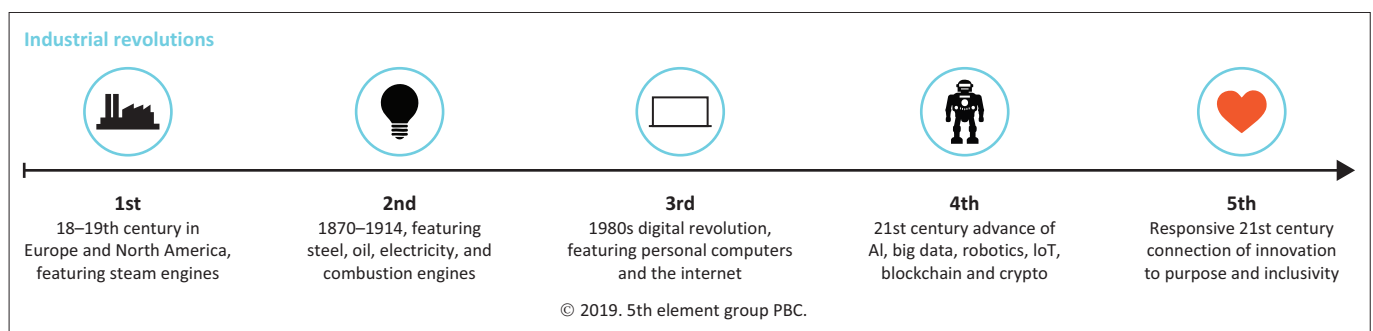 Industrial revolutions
1st
18–19th century in
Europe and North America,
featuring steam engines
2nd
1870–1914, featuring
steel, oil, electricity, and
combustion engines
3rd
1980s digital revolution,
featuring personal computers
and the internet
4th
21st century advance of
AI, big data, robotics, IoT,
blockchain and crypto
5th
Responsive 21st century
connection of innovation
to purpose and inclusivity
© 2019. 5th element group PBC.